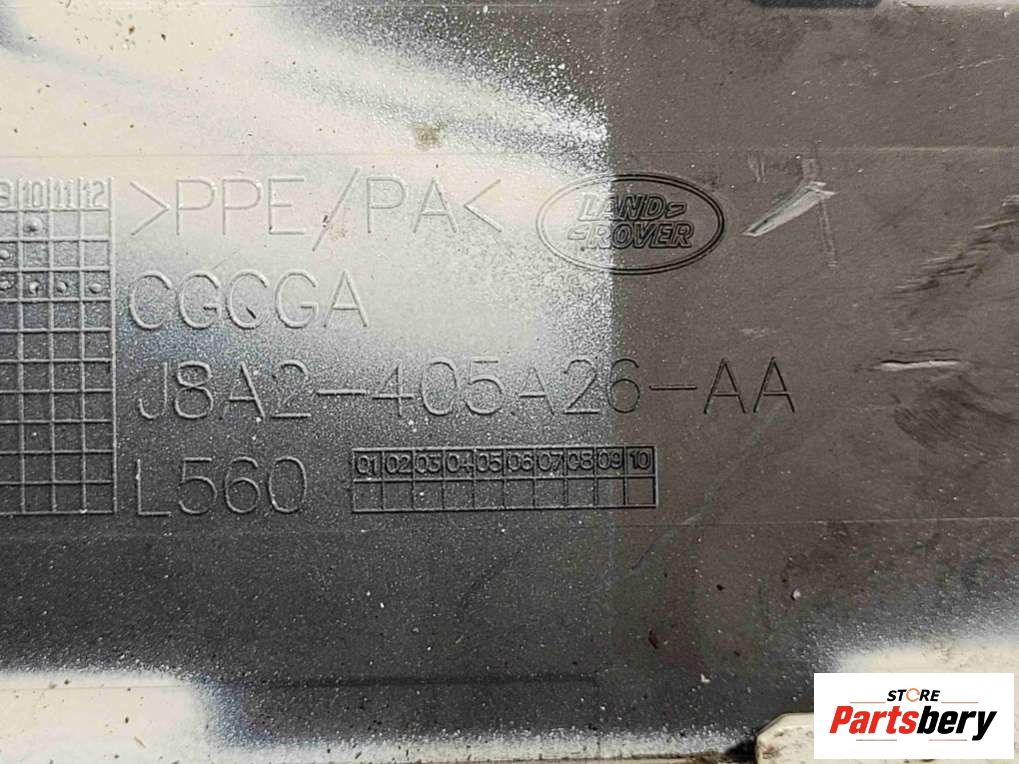 9 10 11 12
>PPE/PA<
LAND
ROVER
CGCGA
J8A2-405A26-AA
L560
01 02 03 04 05 06 07 08 09 10
STORE
Partsbery